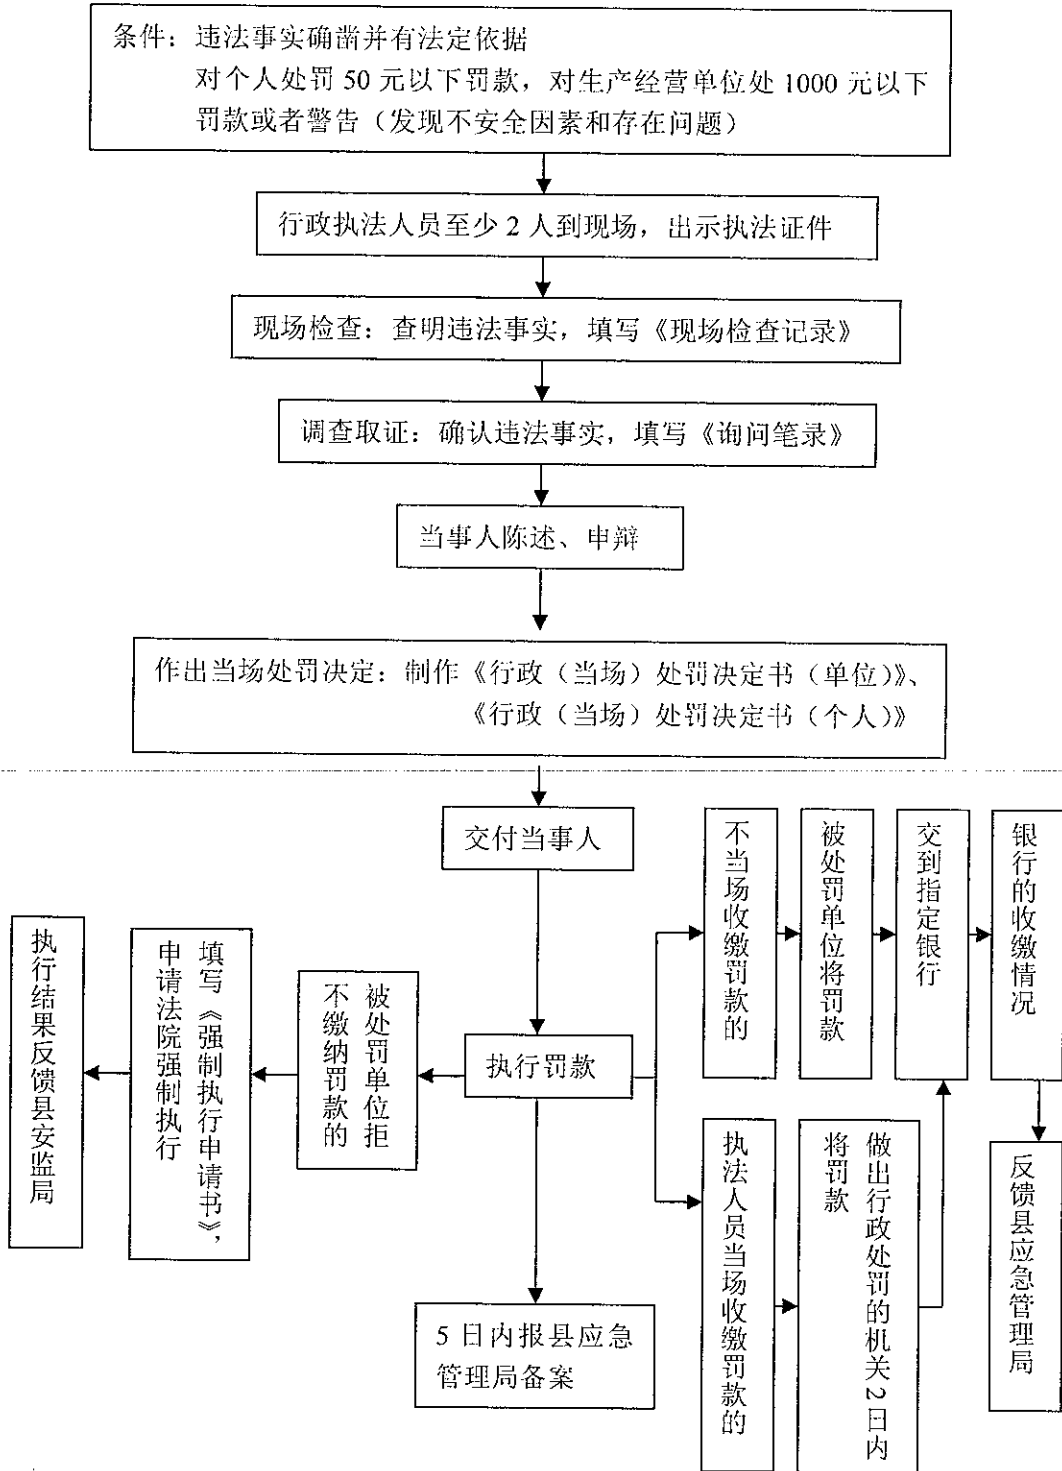 条件：违法事实确凿并有法定依据
对个人处罚 50 元以下罚款，对生产经营单位处 1000 元以下
罚款或者警告（发现不安全因素和存在问题）
行政执法人员至少 2 人到现场，出示执法证件
现场检查：查明违法事实，填写《现场检查记录》
调查取证：确认违法事实，填写《询问笔录》
当事人陈述、申辩
作出当场处罚决定：制作《行政（当场）处罚决定书（单位）》、
《行政（当场）处罚决定书（个人）》
交付当事人
执行罚款
5 日内报县应急
管理局备案
被处罚单位拒
不缴纳罚款的
填写《强制执行申请书》，
申请法院强制执行
执行结果反馈县安监局
不当场收缴罚款的
被处罚单位将罚款
交到指定银行
银行的收缴情况
反馈县应急管理局
执法人员当场收缴罚款的
做出行政处罚的机关2日内
将罚款